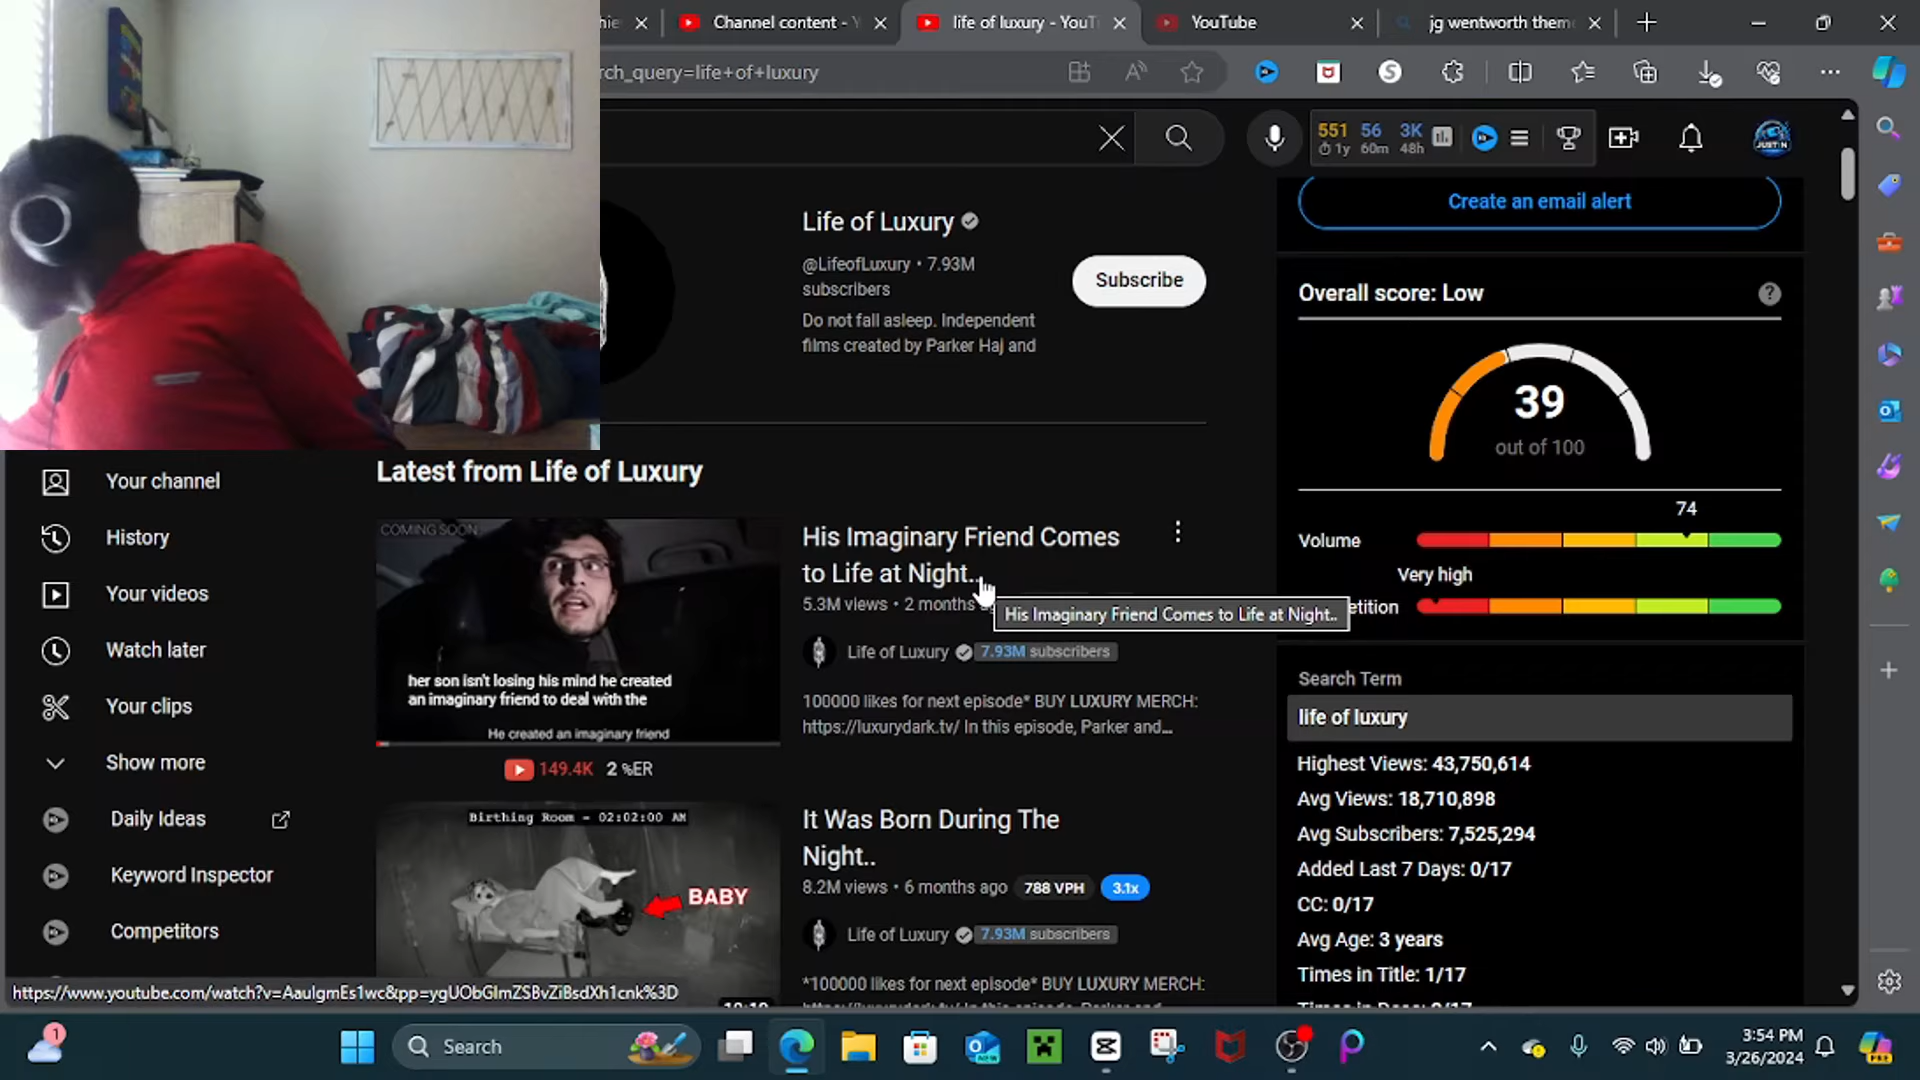 Channel content - Y
life of luxury - YouT
YouTube
jg wentworth them
rch_query=life+of+luxury
551
1y
56
60m
3K
48h
JUSTIN
Life of Luxury
@LifeofLuxury • 7.93M
subscribers
Do not fall asleep. Independent
films created by Parker Haj and
Subscribe
Create an email alert
Overall score: Low
39
out of 100
74
Volume
Very high
etition
Your channel
History
Your videos
Watch later
Your clips
Show more
Daily Ideas
Keyword Inspector
Competitors
Latest from Life of Luxury
COMING SOON
her son isn't losing his mind he created
an imaginary friend to deal with the
He created an imaginary friend
149.4K 2 %ER
His Imaginary Friend Comes
to Life at Night..
5.3M views • 2 months
His Imaginary Friend Comes to Life at Night..
Life of Luxury 7.93M subscribers
100000 likes for next episode* BUY LUXURY MERCH:
https://luxurydark.tv/ In this episode, Parker and...
Birthing Room - 02:02:00 AM
BABY
It Was Born During The
Night..
8.2M views • 6 months ago 788 VPH 3.1x
Life of Luxury 7.93M subscribers
*100000 likes for next episode* BUY LUXURY MERCH:
Search Term
life of luxury
Highest Views: 43,750,614
Avg Views: 18,710,898
Avg Subscribers: 7,525,294
Added Last 7 Days: 0/17
CC: 0/17
Avg Age: 3 years
Times in Title: 1/17
https://www.youtube.com/watch?v=AaulgmEs1wc&pp=ygUObGlmZSBvZiBsdXh1cnk%3D
1
Search
3:54 PM
3/26/2024